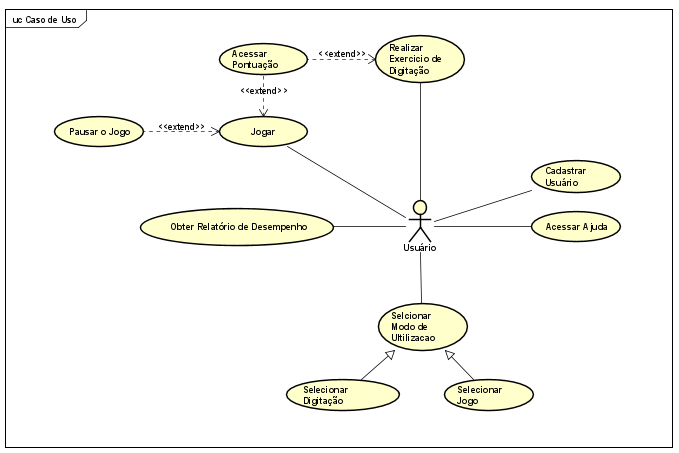 uc Caso de Uso
Acessar
Pontuação
<<extend>>
Realizar
Exercicio de
Digitação
<<extend>>
Pausar o Jogo
<<extend>>
Jogar
Cadastrar
Usuário
Obter Relatório de Desempenho
Acessar Ajuda
Usuário
Selcionar
Modo de
Ultilizacao
Selecionar
Digitação
Selecionar
Jogo